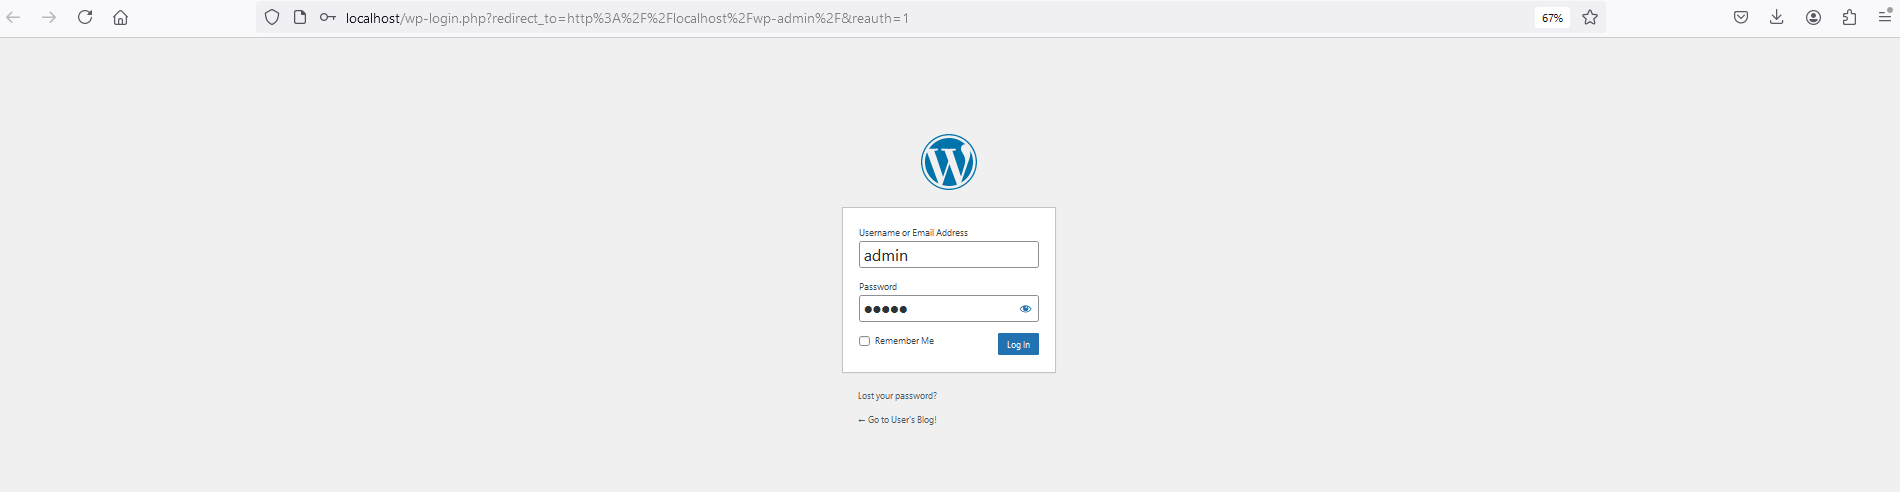 localhost/wp-login.php?redirect_to=http%3A%2F%2Flocalhost%2Fwp-admin%2F&reauth=1
67%
Username or Email Address
admin
Password
●●●●●
Remember Me
Log In
Lost your password?
← Go to User's Blog!